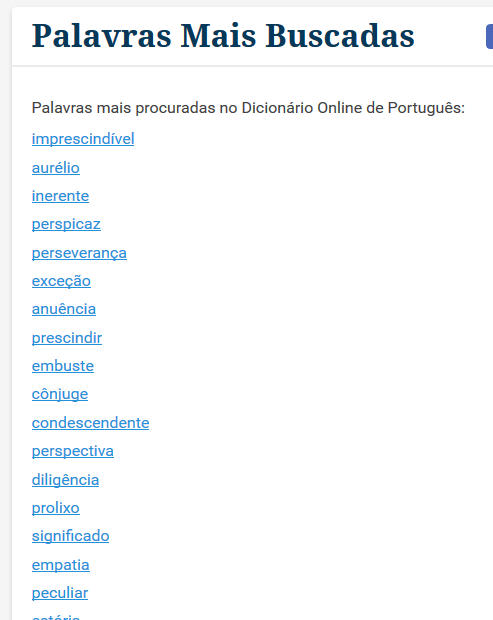 Palavras Mais Buscadas
Palavras mais procuradas no Dicionário Online de Português:
imprescindível
aurélio
inerente
perspicaz
perseverança
exceção
anuência
prescindir
embuste
cônjuge
condescendente
perspectiva
diligência
prolixo
significado
empatia
peculiar